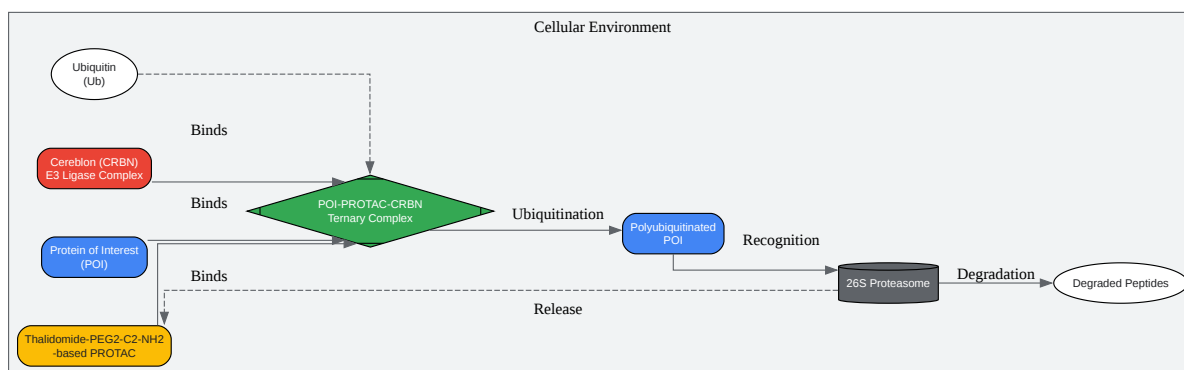 Cellular Environment
Ubiquitin
(Ub)
Binds
Cereblon (CRBN)
E3 Ligase Complex
Binds
POI-PROTAC-CRBN
Ternary Complex
Ubiquitination
Polyubiquitinated
POI
Recognition
Protein of Interest
(POI)
Binds
26S Proteasome
Degradation
Degraded Peptides
Release
Thalidomide-PEG2-C2-NH2
-based PROTAC